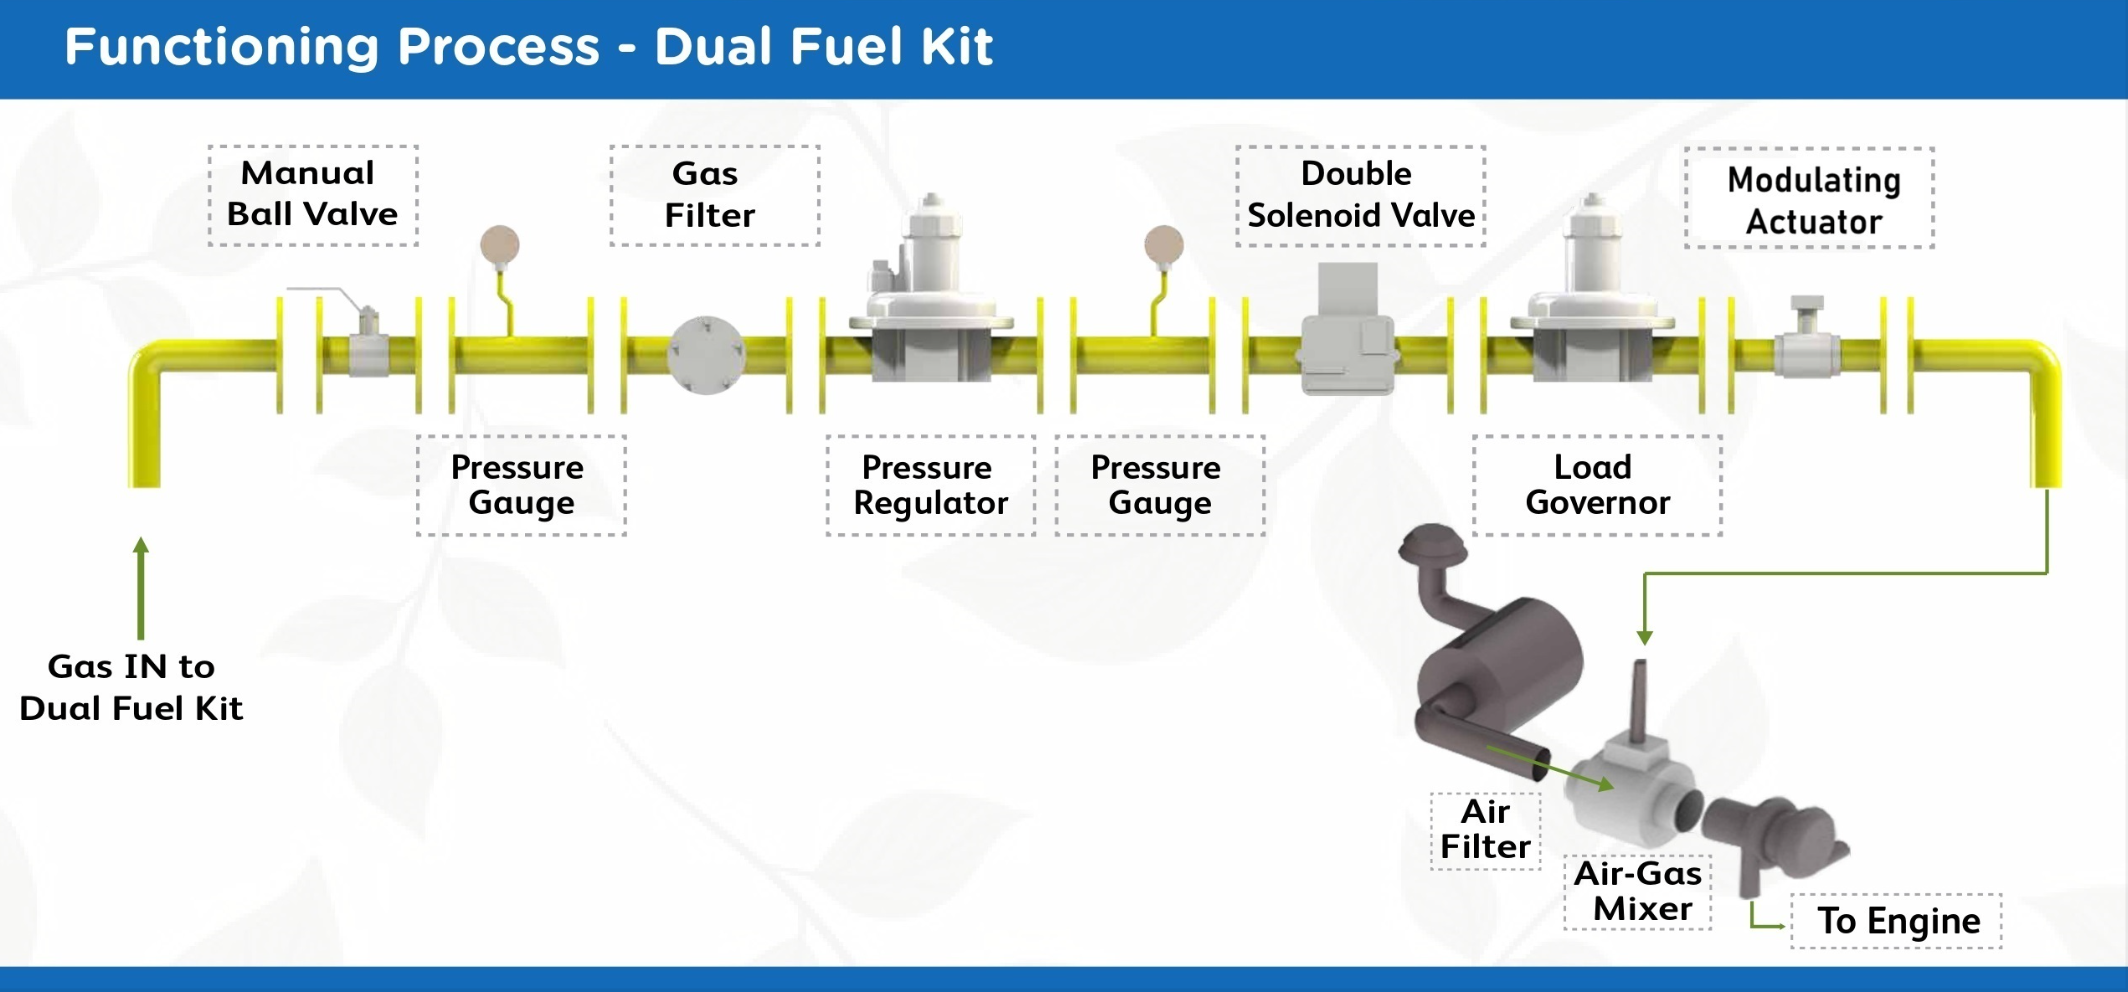 Functioning Process - Dual Fuel Kit
Manual
Ball Valve
Gas
Filter
Double
Solenoid Valve
Modulating
Actuator
Pressure
Gauge
Pressure
Regulator
Pressure
Gauge
Load
Governor
Gas IN to
Dual Fuel Kit
Air
Filter
Air-Gas
Mixer
To Engine